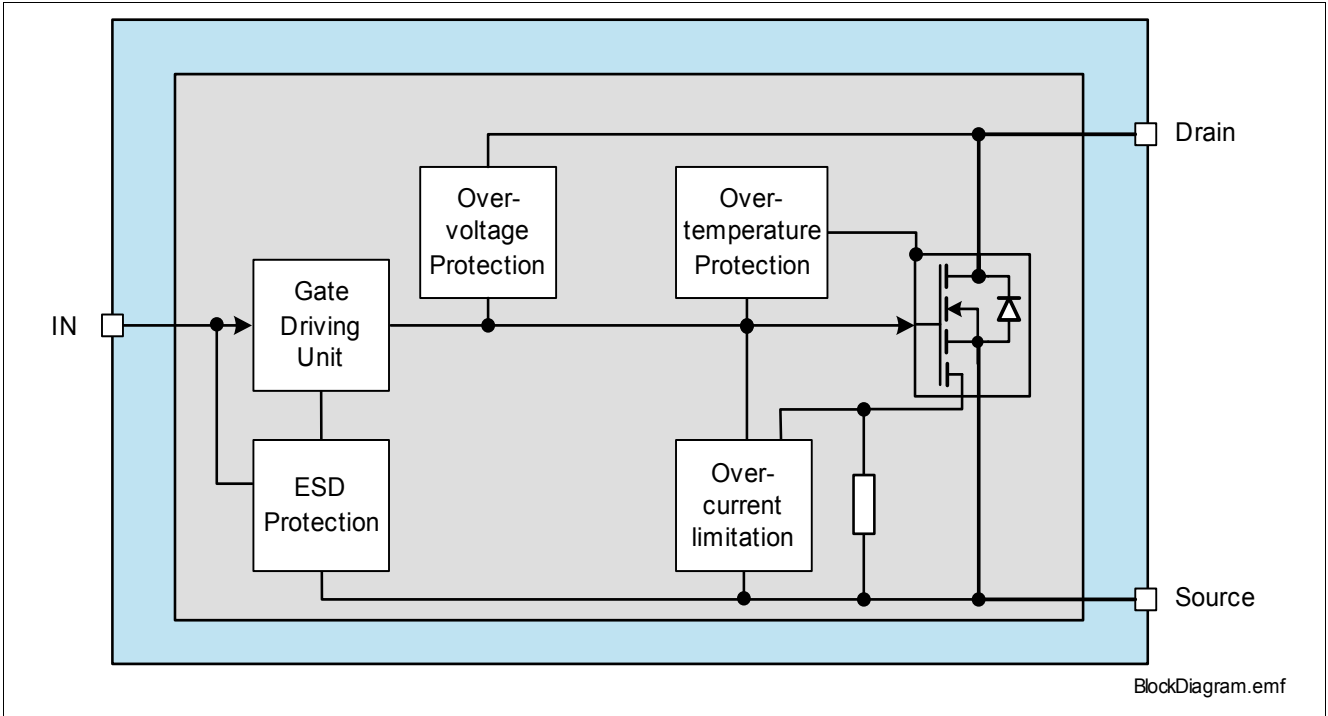 Drain
Over-
voltage
Protection
Over-
temperature
Protection
Gate
Driving
Unit
IN
ESD
Protection
Over-
current
limitation
Source
BlockDiagram.emf